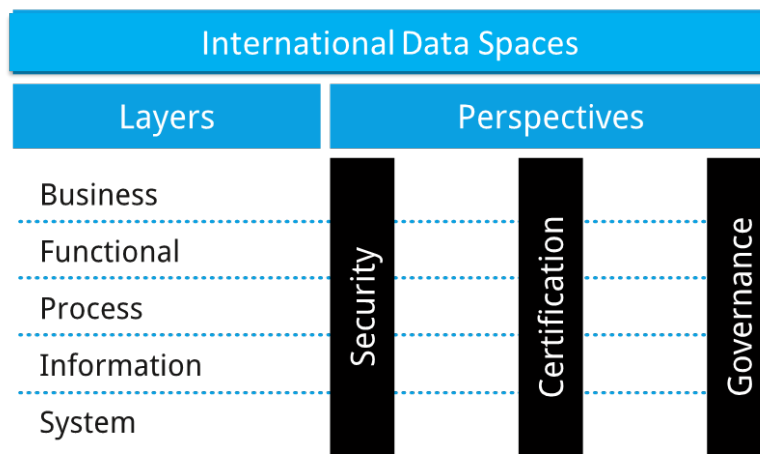 International Data Spaces
Layers
Perspectives
Business
Functional
Process
Information
System
Security
Certification
Governance